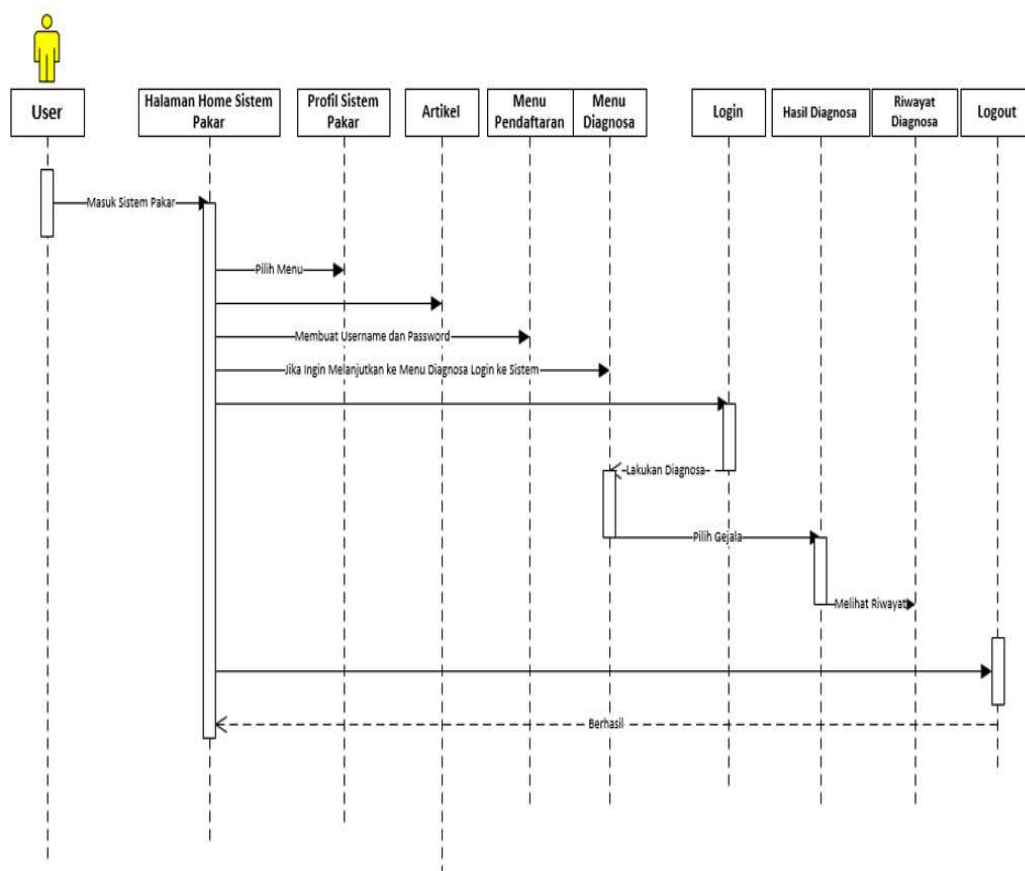 User
Halaman Home Sistem
Pakar
Profil Sistem
Pakar
Artikel
Menu
Pendaftaran
Menu
Diagnosa
Login
Hasil Diagnosa
Riwayat
Diagnosa
Logout
Masuk Sistem Pakar
Pilih Menu
Membuat Username dan Password
Jika Ingin Melanjutkan ke Menu Diagnosa Login ke Sistem
Lakukan Diagnosa
Pilih Gejala
Melihat Riwayat
Berhasil